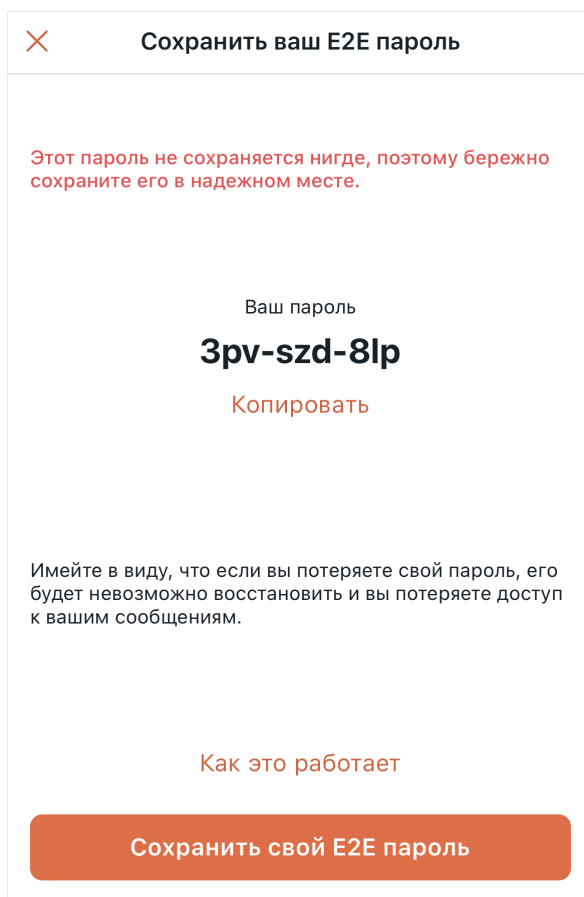 Сохранить ваш E2E пароль
Этот пароль не сохраняется нигде, поэтому бережно
сохраните его в надежном месте.
Ваш пароль
3pv-szd-8lp
Копировать
Имейте в виду, что если вы потеряете свой пароль, его
будет невозможно восстановить и вы потеряете доступ
к вашим сообщениям.
Как это работает
Сохранить свой E2E пароль